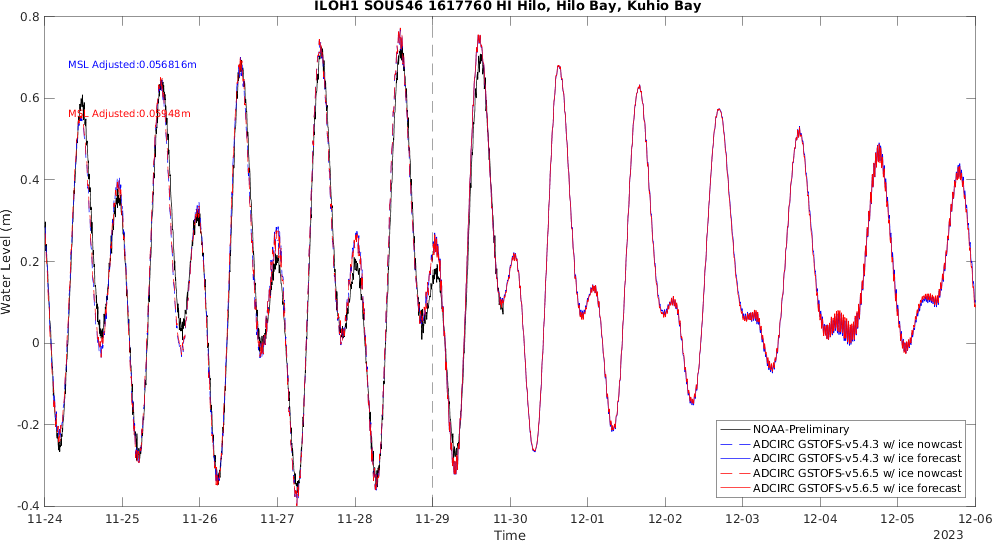 ILOH1 SOUS46 1617760 HI Hilo, Hilo Bay, Kuhio Bay
0.8
MSL Adjusted:0.056816m
0.6
MSL Adjusted:0.05948m
0.4
Water Level (m)
0.2
0
-0.2
NOAA-Preliminary
ADCIRC GSTOFS-v5.4.3 w/ ice nowcast
ADCIRC GSTOFS-v5.4.3 w/ ice forecast
ADCIRC GSTOFS-v5.6.5 w/ ice nowcast
ADCIRC GSTOFS-v5.6.5 w/ ice forecast
-0.4
11-24 11-25 11-26 11-27 11-28 11-29 11-30 12-01 12-02 12-03 12-04 12-05 12-06
Time
2023